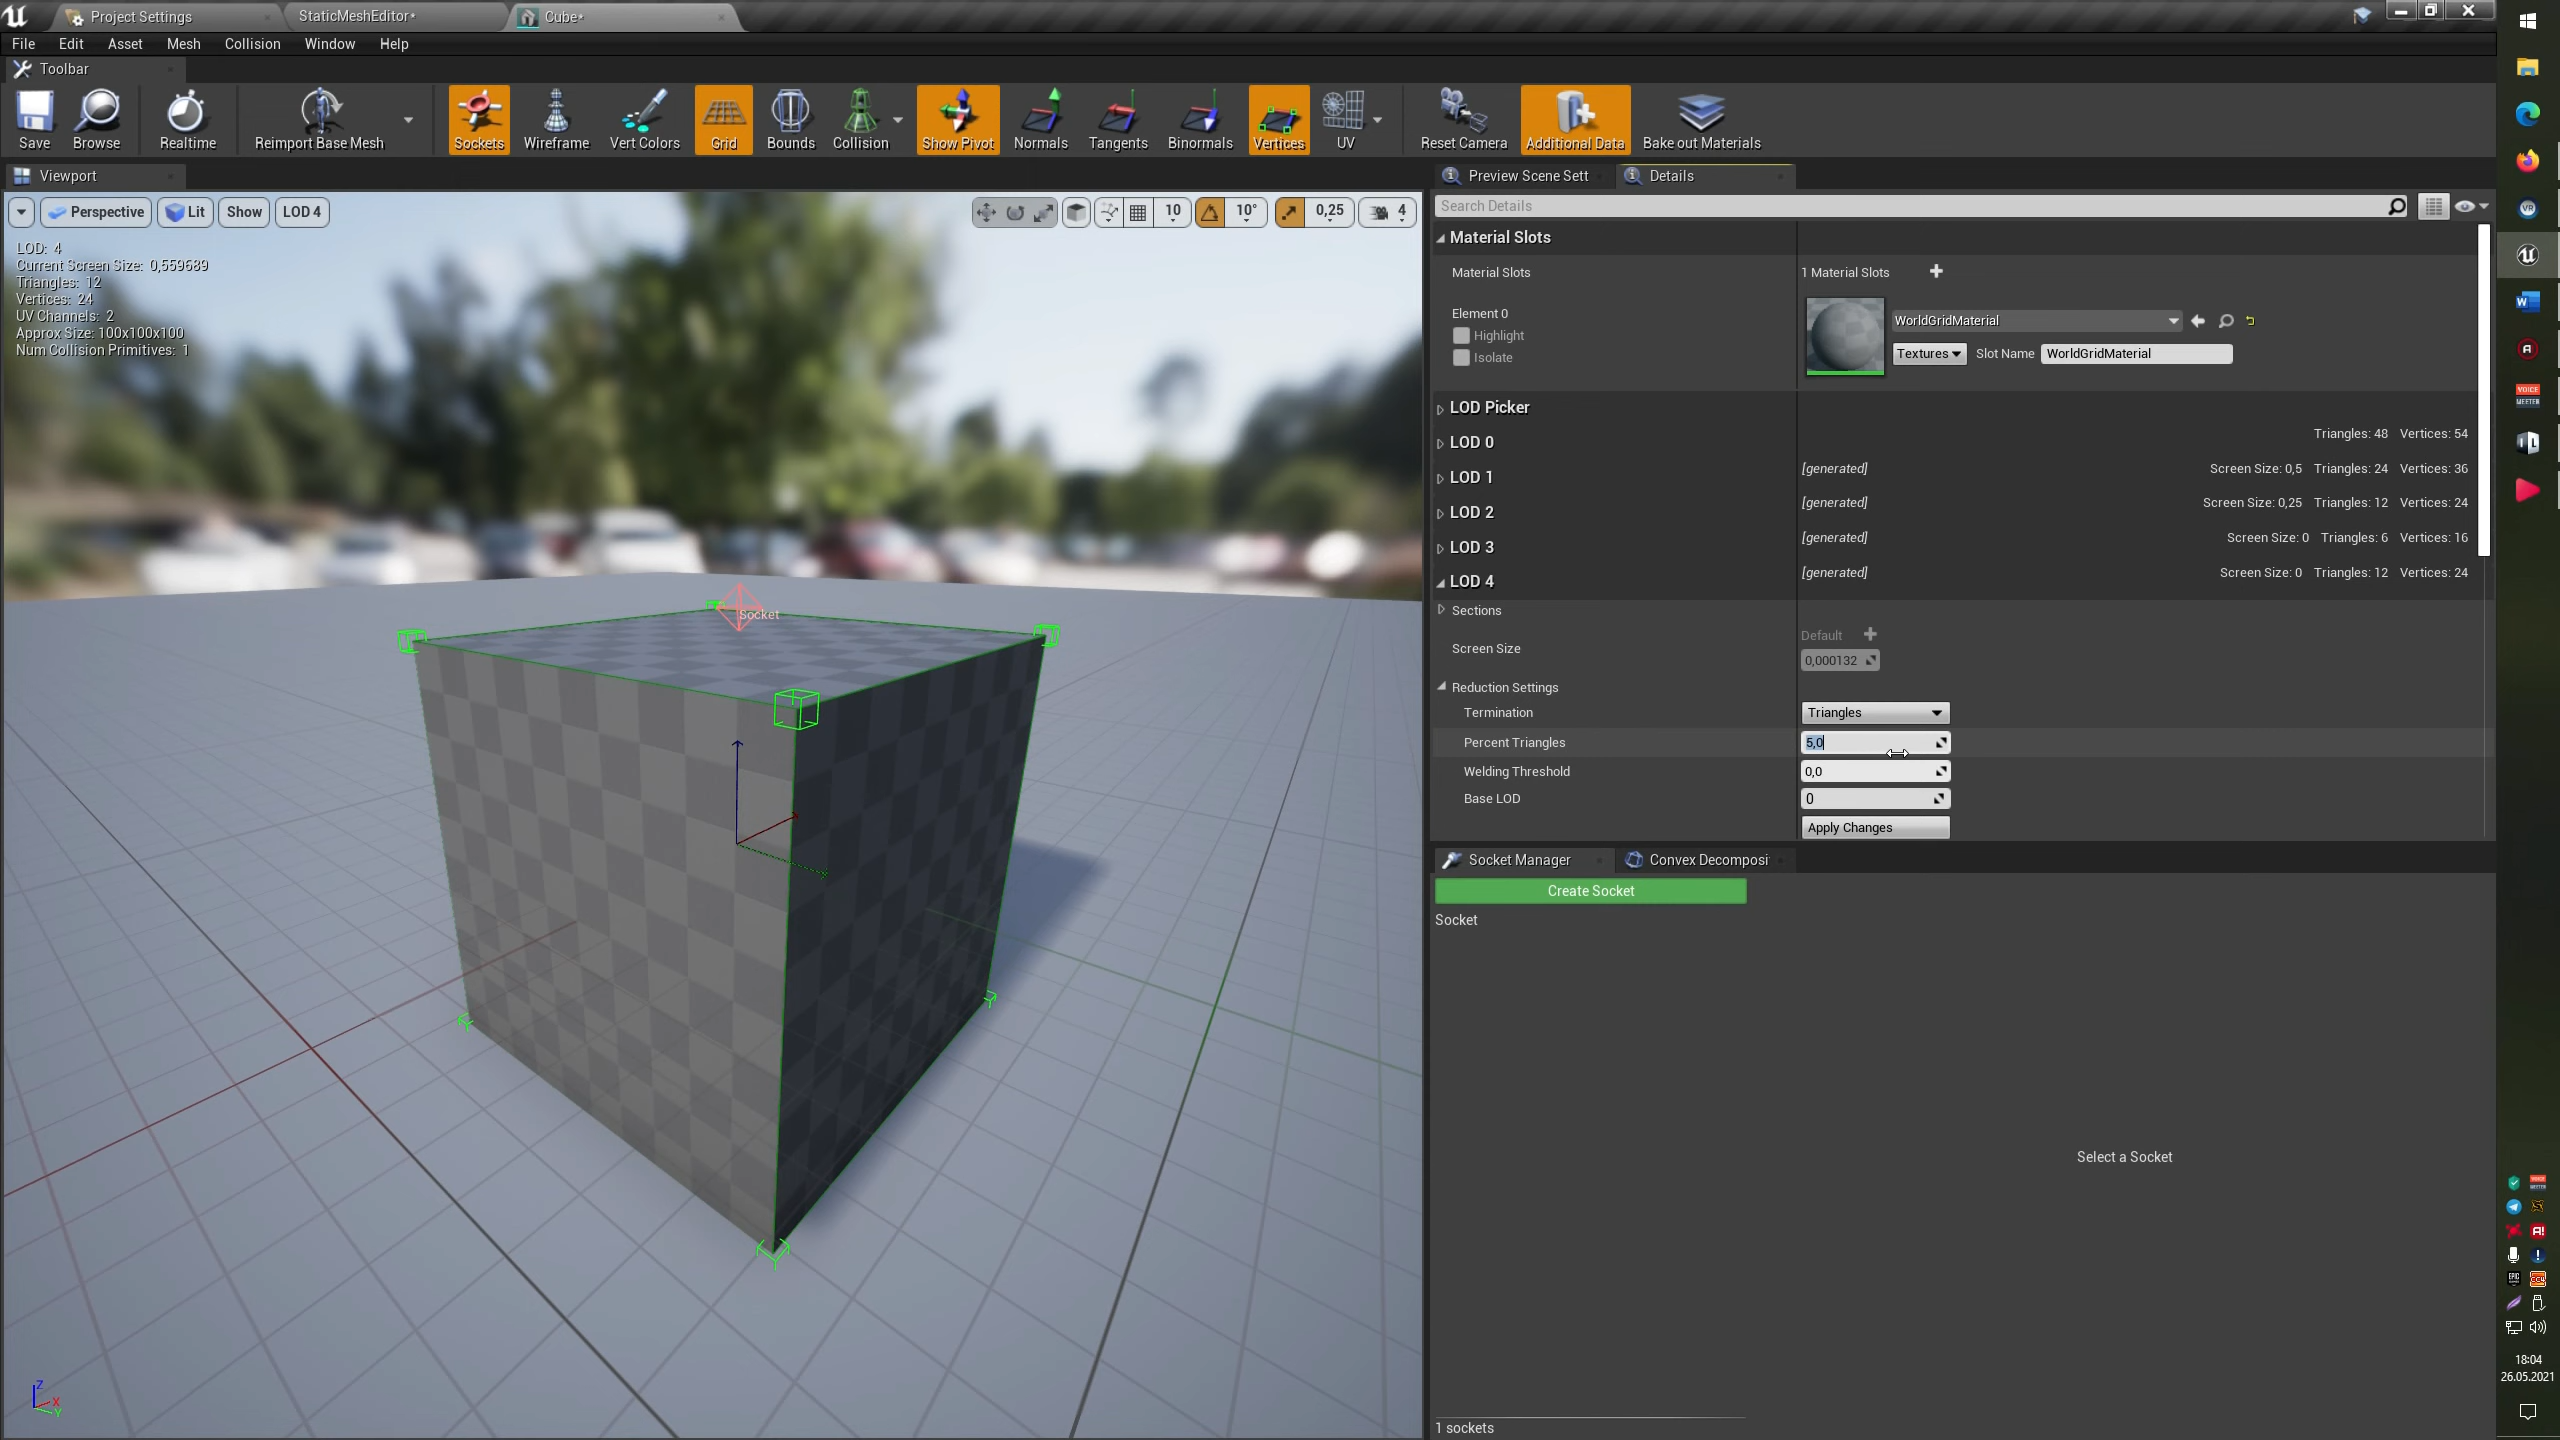 Project Settings
StaticMeshEditor*
Cube*
File Edit Asset Mesh Collision Window Help
Toolbar
Save Browse Realtime Reimport Base Mesh Sockets Wireframe Vert Colors Grid Bounds Collision Show Pivot Normals Tangents Binormals Vertices UV Reset Camera Additional Data Bake out Materials
Viewport
Perspective Lit Show LOD 4
10 10° 0,25 4
LOD: 4
Current Screen Size: 0,559689
Triangles: 12
Vertices: 24
UV Channels: 2
Approx Size: 100x100x100
Num Collision Primitives: 1
Socket
Z
X
Y
Preview Scene Sett
Details
Search Details
Material Slots
Material Slots 1 Material Slots
Element 0
Highlight
Isolate
WorldGridMaterial
Textures Slot Name WorldGridMaterial
LOD Picker
LOD 0 Triangles: 48 Vertices: 54
LOD 1 [generated] Screen Size: 0,5 Triangles: 24 Vertices: 36
LOD 2 [generated] Screen Size: 0,25 Triangles: 12 Vertices: 24
LOD 3 [generated] Screen Size: 0 Triangles: 6 Vertices: 16
LOD 4 [generated] Screen Size: 0 Triangles: 12 Vertices: 24
Sections
Default
Screen Size
0,000132
Reduction Settings
Termination Triangles
Percent Triangles 5,0
Welding Threshold 0,0
Base LOD 0
Apply Changes
Socket Manager
Convex Decomposi
Create Socket
Socket
Select a Socket
1 sockets
VR
W
VOICE
MEETER
EPIC
18:04
26.05.2021